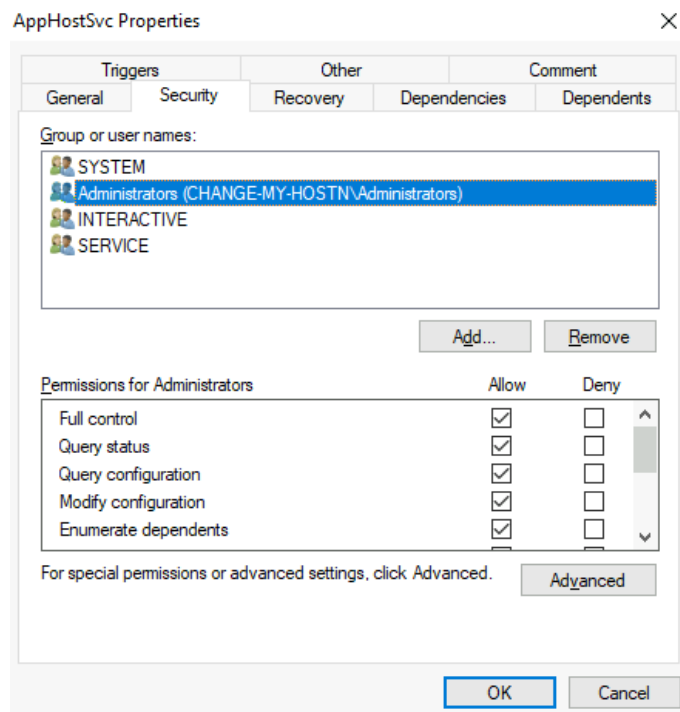 AppHostSvc Properties
Triggers Other Comment
General Security Recovery Dependencies Dependents
Group or user names:
SYSTEM
Administrators (CHANGE-MY-HOSTN\Administrators)
INTERACTIVE
SERVICE
Add... Remove
Permissions for Administrators Allow Deny
Full control
Query status
Query configuration
Modify configuration
Enumerate dependents
For special permissions or advanced settings, click Advanced. Advanced
OK Cancel